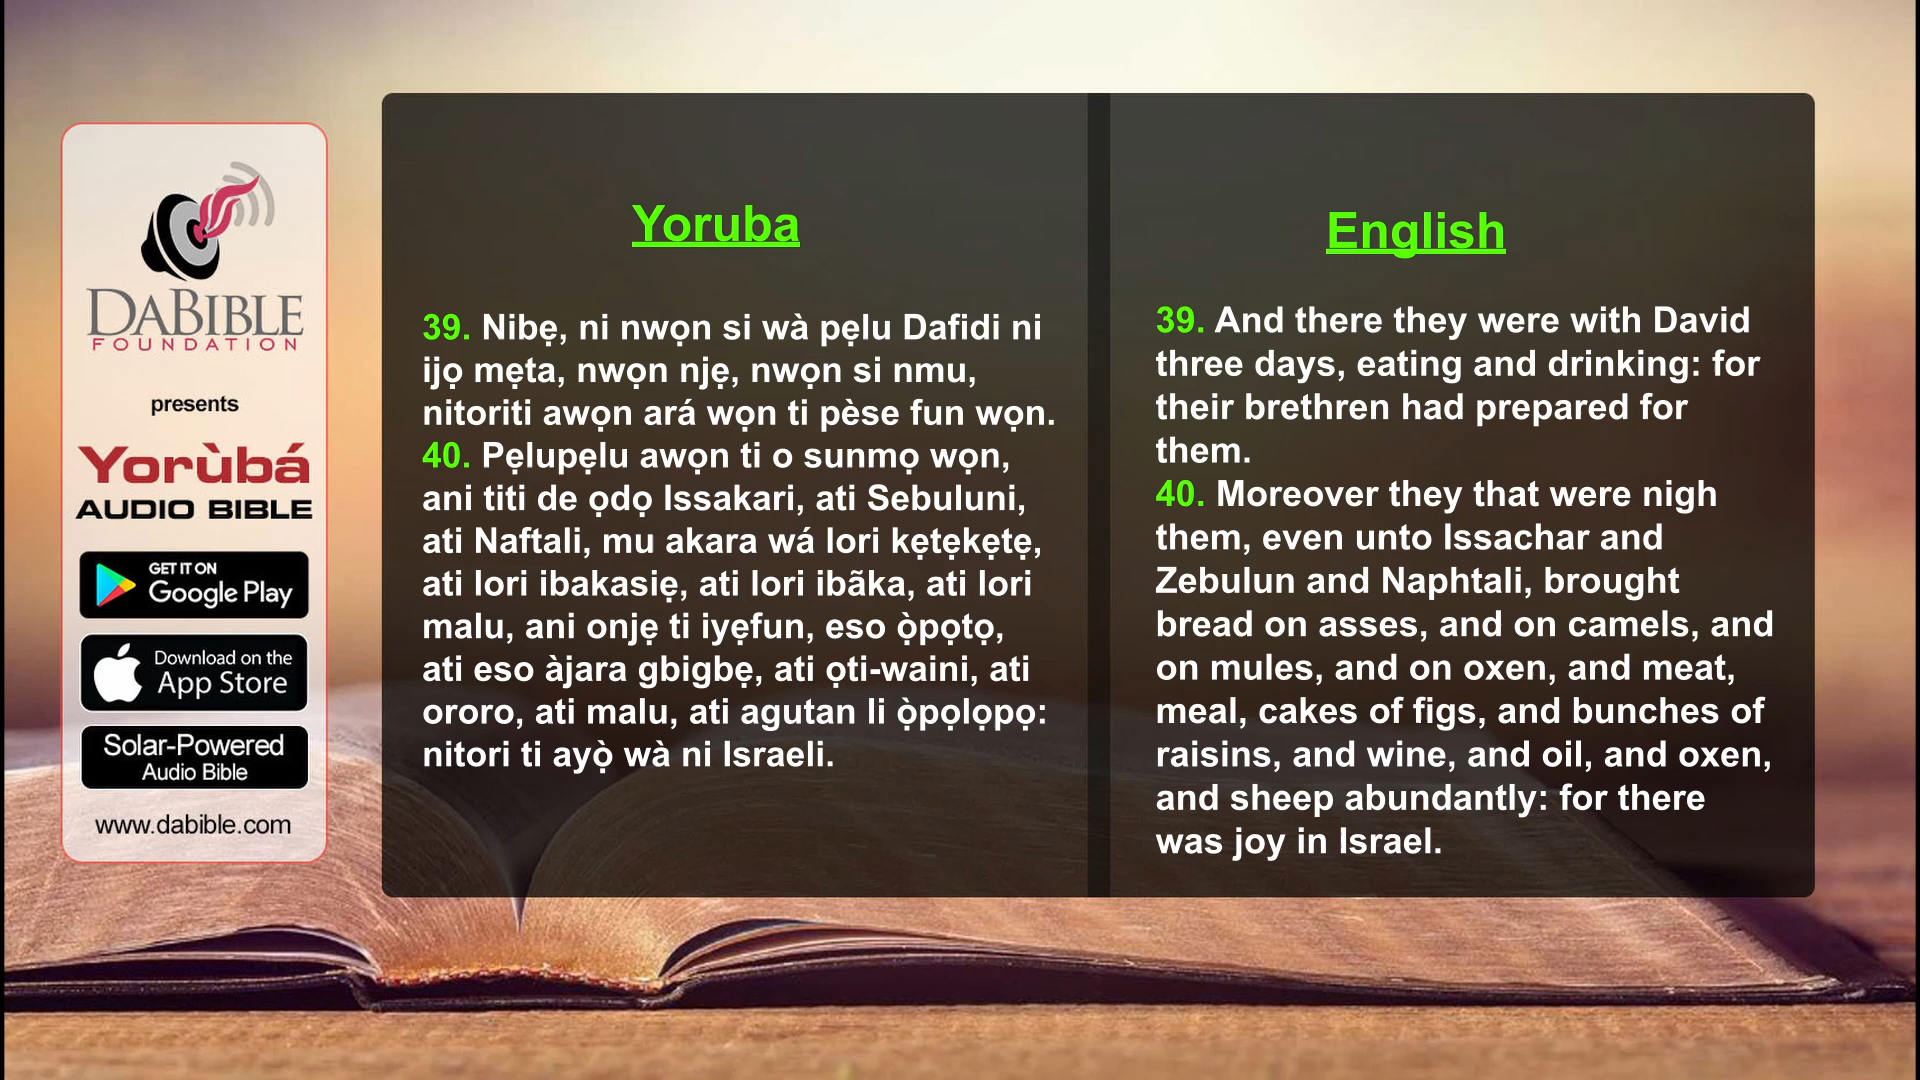 DABIBLE
FOUNDATION
presents
Yorùbá
AUDIO BIBLE
GET IT ON
Google Play
Download on the
App Store
Solar-Powered
Audio Bible
www.dabible.com
Yoruba
39. Nibẹ, ni nwọn si wà pẹlu Dafidi ni
ijọ mẹta, nwọn njẹ, nwọn si nmu,
nitoriti awọn ará wọn ti pèse fun wọn.
40. Pẹlupẹlu awọn ti o sunmọ wọn,
ani titi de ọdọ Issakari, ati Sebuluni,
ati Naftali, mu akara wá lori kẹtẹkẹtẹ,
ati lori ibakasiẹ, ati lori ibãka, ati lori
malu, ani onjẹ ti iyẹfun, eso ọ̀pọtọ,
ati eso àjara gbigbẹ, ati ọti-waini, ati
ororo, ati malu, ati agutan li ọ̀pọlọpọ:
nitori ti ayọ̀ wà ni Israeli.
English
39. And there they were with David
three days, eating and drinking: for
their brethren had prepared for
them.
40. Moreover they that were nigh
them, even unto Issachar and
Zebulun and Naphtali, brought
bread on asses, and on camels, and
on mules, and on oxen, and meat,
meal, cakes of figs, and bunches of
raisins, and wine, and oil, and oxen,
and sheep abundantly: for there
was joy in Israel.